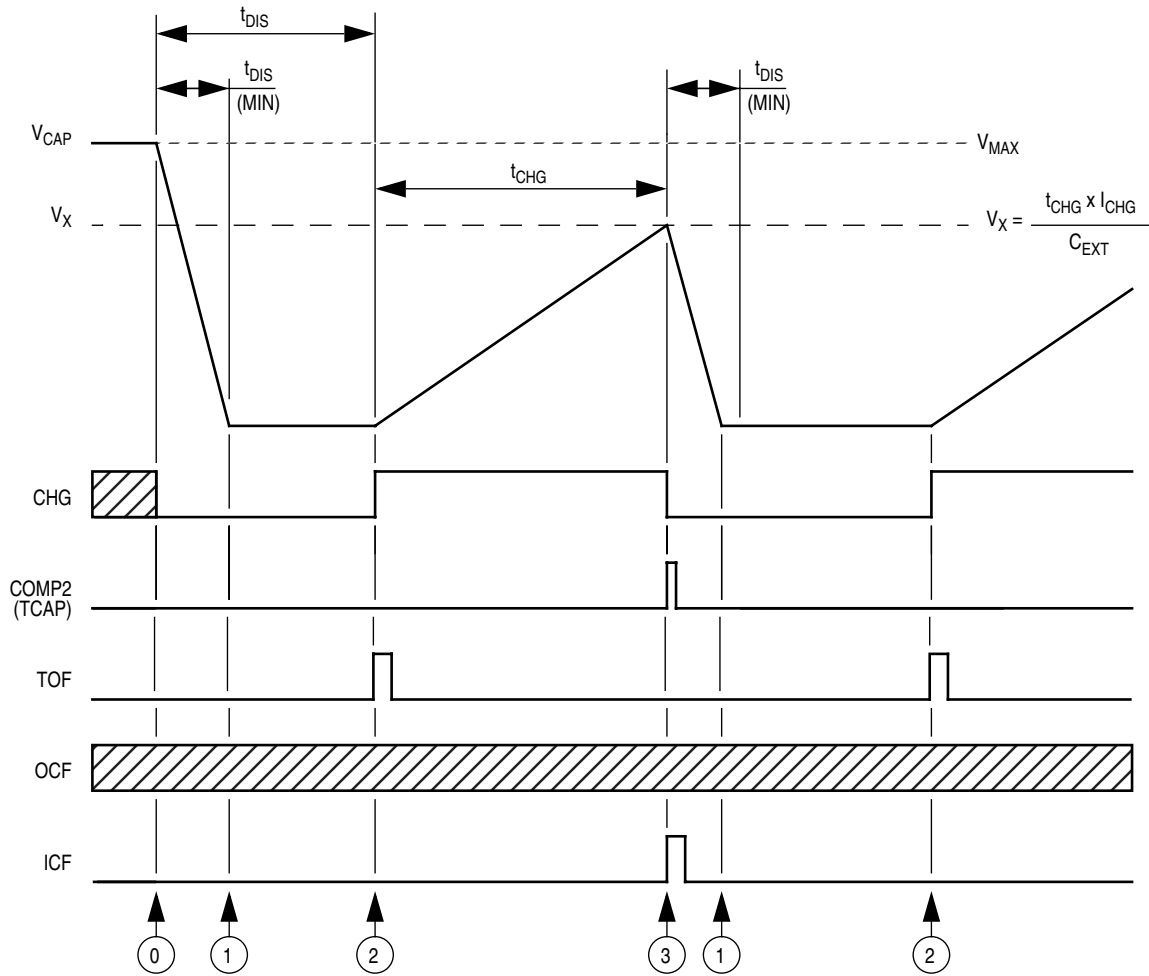 tDIS
tDIS
(MIN)
tDIS
(MIN)
VCAP
VMAX
tCHG
VX
VX = tCHG x ICHG
CEXT
CHG
COMP2
(TCAP)
TOF
OCF
ICF
0 1 2 3 1 2